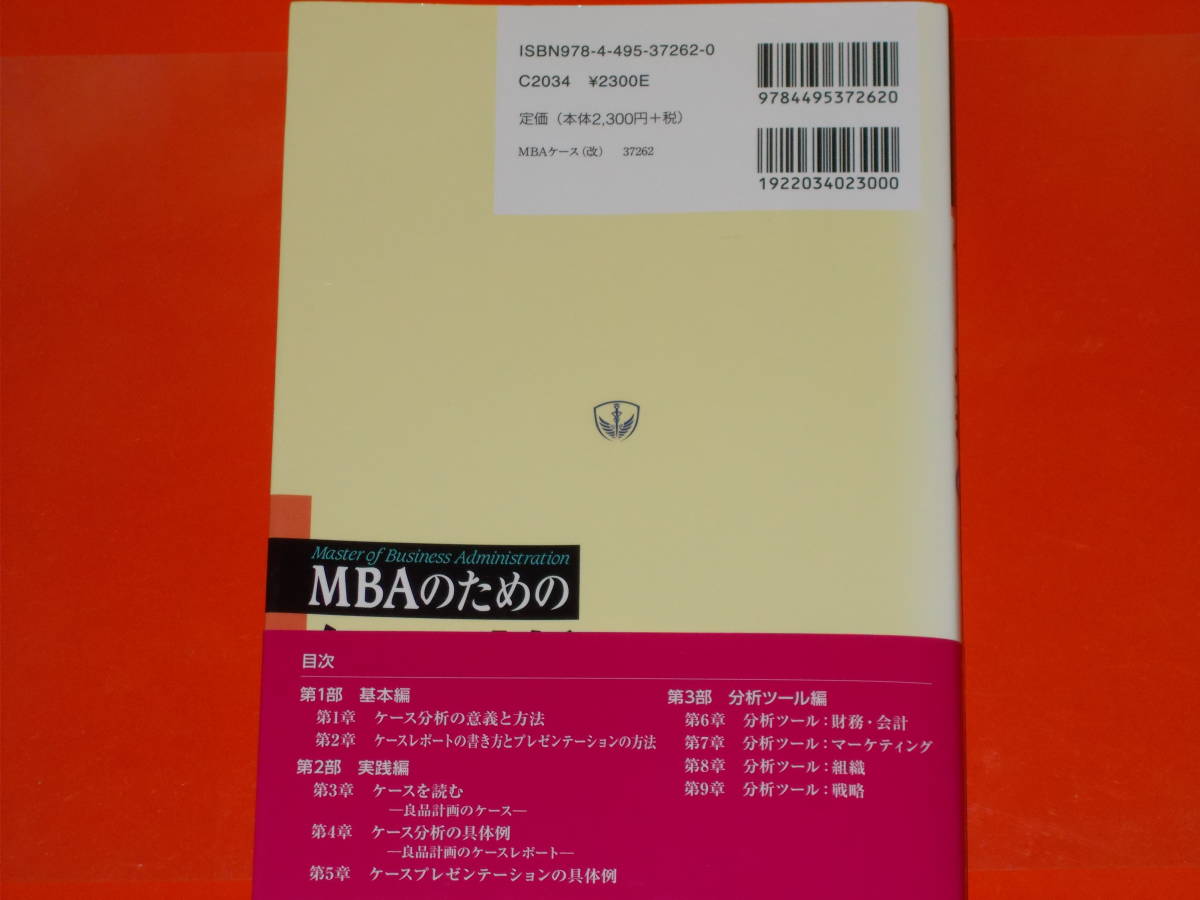 ISBN978-4-495-37262-0
C2034 ¥2300E
定価（本体2,300円＋税）
MBAケース（改） 37262
9784495372620
1922034023000
Master of Business Administration
MBAのための
目次
第1部 基本編
第1章 ケース分析の意義と方法
第2章 ケースレポートの書き方とプレゼンテーションの方法
第2部 実践編
第3章 ケースを読む
―良品計画のケース―
第4章 ケース分析の具体例
―良品計画のケースレポート―
第5章 ケースプレゼンテーションの具体例
第3部 分析ツール編
第6章 分析ツール：財務・会計
第7章 分析ツール：マーケティング
第8章 分析ツール：組織
第9章 分析ツール：戦略